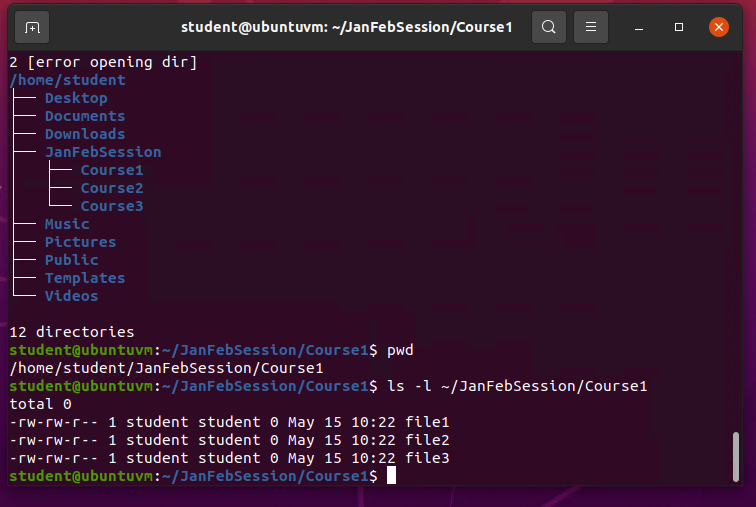 student@ubuntuvm: ~/JanFebSession/Course1
2 [error opening dir]
/home/student
├── Desktop
├── Documents
├── Downloads
├── JanFebSession
│   ├── Course1
│   ├── Course2
│   └── Course3
├── Music
├── Pictures
├── Public
├── Templates
└── Videos
12 directories
student@ubuntuvm:~/JanFebSession/Course1$ pwd
/home/student/JanFebSession/Course1
student@ubuntuvm:~/JanFebSession/Course1$ ls -l ~/JanFebSession/Course1
total 0
-rw-rw-r-- 1 student student 0 May 15 10:22 file1
-rw-rw-r-- 1 student student 0 May 15 10:22 file2
-rw-rw-r-- 1 student student 0 May 15 10:22 file3
student@ubuntuvm:~/JanFebSession/Course1$